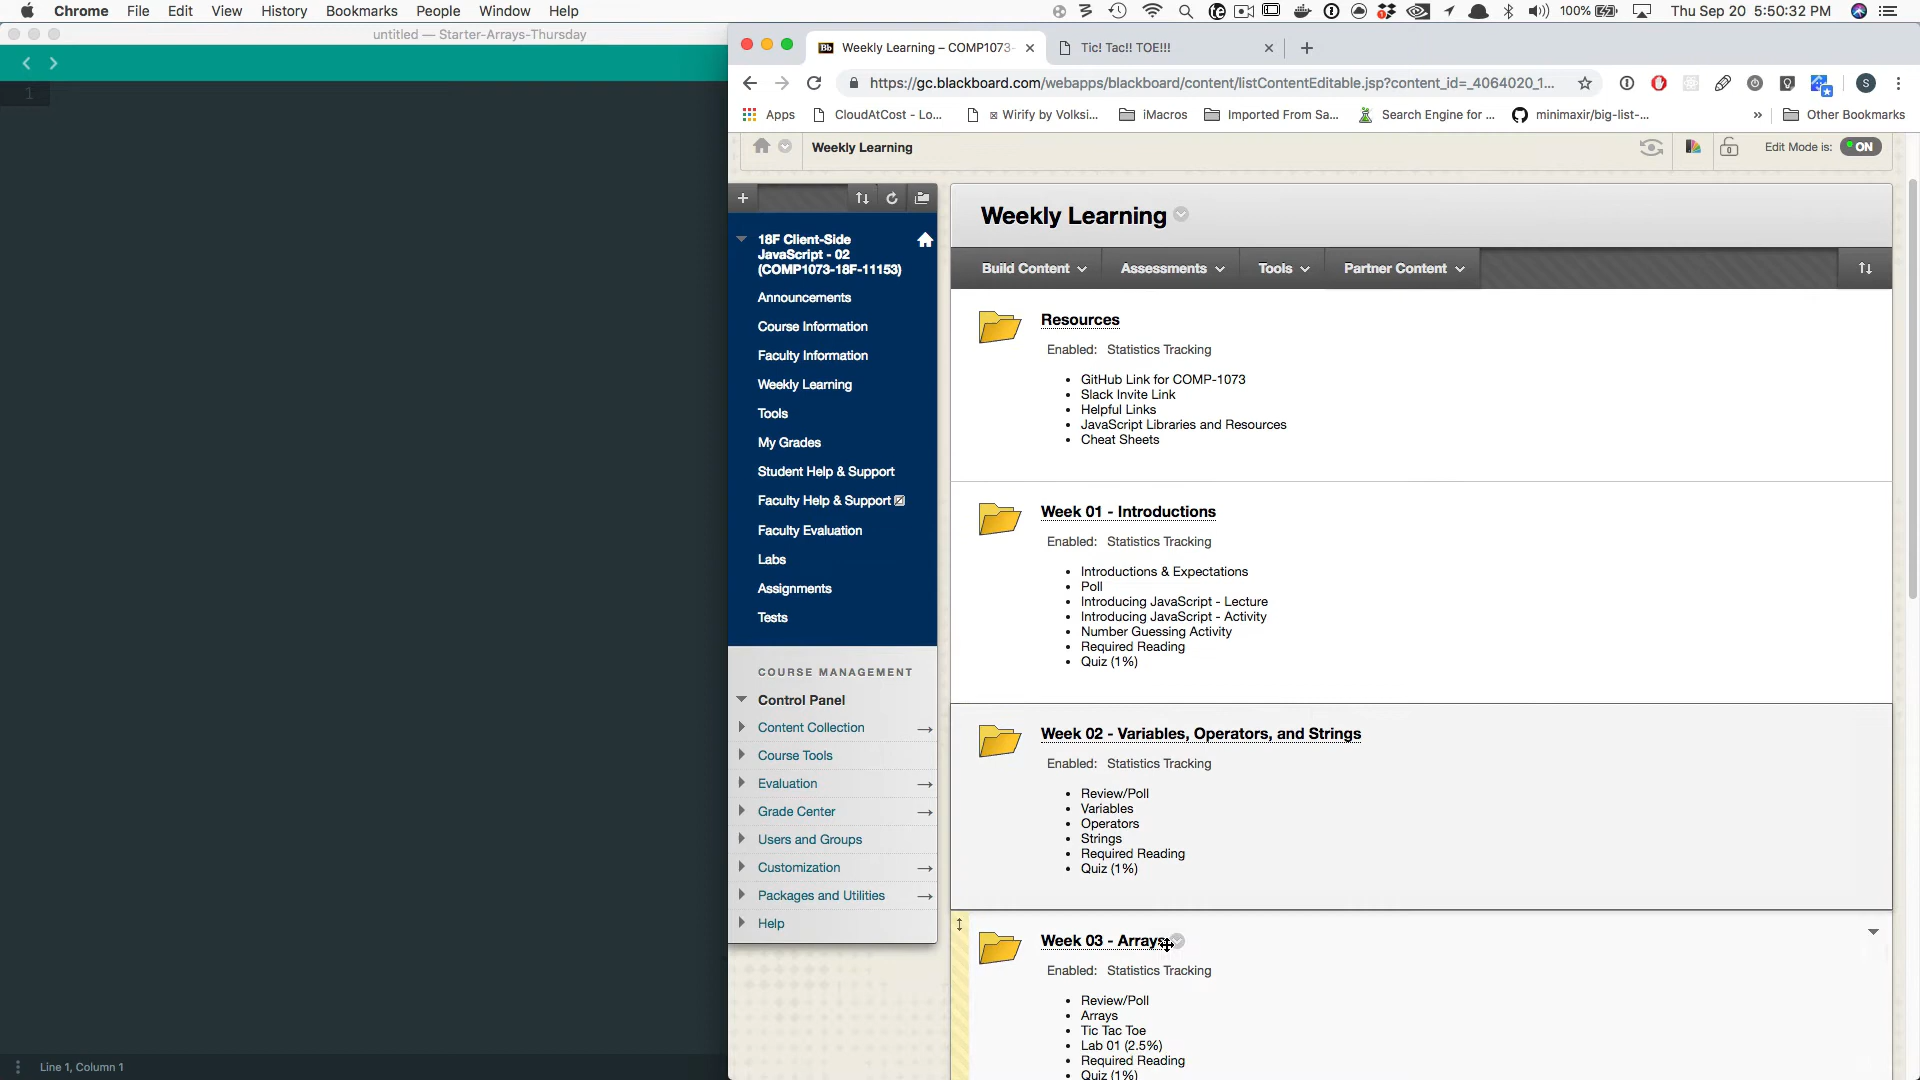 Chrome File Edit View History Bookmarks People Window Help
100% Thu Sep 20 5:50:32 PM
untitled — Starter-Arrays-Thursday
1
Line 1, Column 1
Weekly Learning – COMP1073-
Tic! Tac!! TOE!!!
https://gc.blackboard.com/webapps/blackboard/content/listContentEditable.jsp?content_id=_4064020_1...
S
Apps CloudAtCost - Lo... Wirify by Volksi... iMacros Imported From Sa... Search Engine for ... minimaxir/big-list-... » Other Bookmarks
Weekly Learning
Edit Mode is: ON
18F Client-Side
JavaScript - 02
(COMP1073-18F-11153)
Announcements
Course Information
Faculty Information
Weekly Learning
Tools
My Grades
Student Help & Support
Faculty Help & Support
Faculty Evaluation
Labs
Assignments
Tests
COURSE MANAGEMENT
Control Panel
Content Collection
Course Tools
Evaluation
Grade Center
Users and Groups
Customization
Packages and Utilities
Help
Weekly Learning
Build Content Assessments Tools Partner Content
Resources
Enabled: Statistics Tracking
• GitHub Link for COMP-1073
• Slack Invite Link
• Helpful Links
• JavaScript Libraries and Resources
• Cheat Sheets
Week 01 - Introductions
Enabled: Statistics Tracking
• Introductions & Expectations
• Poll
• Introducing JavaScript - Lecture
• Introducing JavaScript - Activity
• Number Guessing Activity
• Required Reading
• Quiz (1%)
Week 02 - Variables, Operators, and Strings
Enabled: Statistics Tracking
• Review/Poll
• Variables
• Operators
• Strings
• Required Reading
• Quiz (1%)
Week 03 - Arrays
Enabled: Statistics Tracking
• Review/Poll
• Arrays
• Tic Tac Toe
• Lab 01 (2.5%)
• Required Reading
• Quiz (1%)